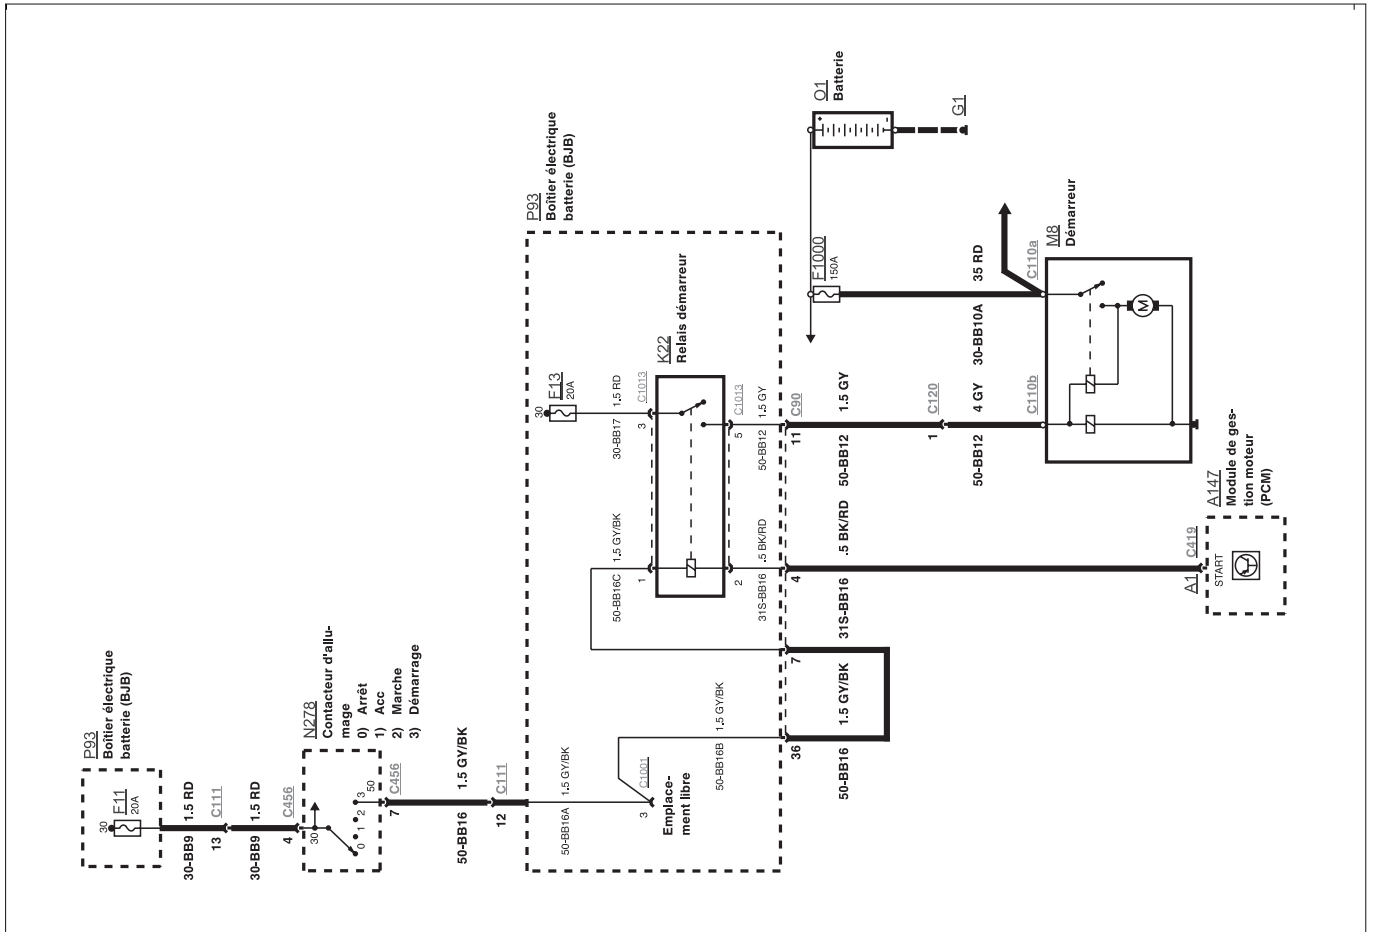 P93
Boîtier électrique
batterie (BJB)
30
F11
20A
30-BB9
1.5 RD
13
C111
30-BB9
1.5 RD
4
C456
N278
Contacteur d'allu-
mage
0) Arrêt
1) Acc
2) Marche
3) Démarrage
30
0
1
2
3
50
7
C456
50-BB16
1.5 GY/BK
12
C111
P93
Boîtier électrique
batterie (BJB)
50-BB16A
1.5 GY/BK
3
C1001
Emplace-
ment libre
50-BB16B
1.5 GY/BK
36
50-BB16
1.5 GY/BK
7
50-BB16C
1.5 GY/BK
1
30
F13
20A
30-BB17
1.5 RD
3
C1013
K22
Relais démarreur
2
31S-BB16
.5 BK/RD
5
C1013
50-BB12
1.5 GY
4
31S-BB16
.5 BK/RD
11
C90
50-BB12
1.5 GY
1
C120
50-BB12
4 GY
C110b
O1
Batterie
+
-
G1
F1000
150A
30-BB10A
35 RD
C110a
M8
Démarreur
M
A1
C419
START
A147
Module de ges-
tion moteur
(PCM)